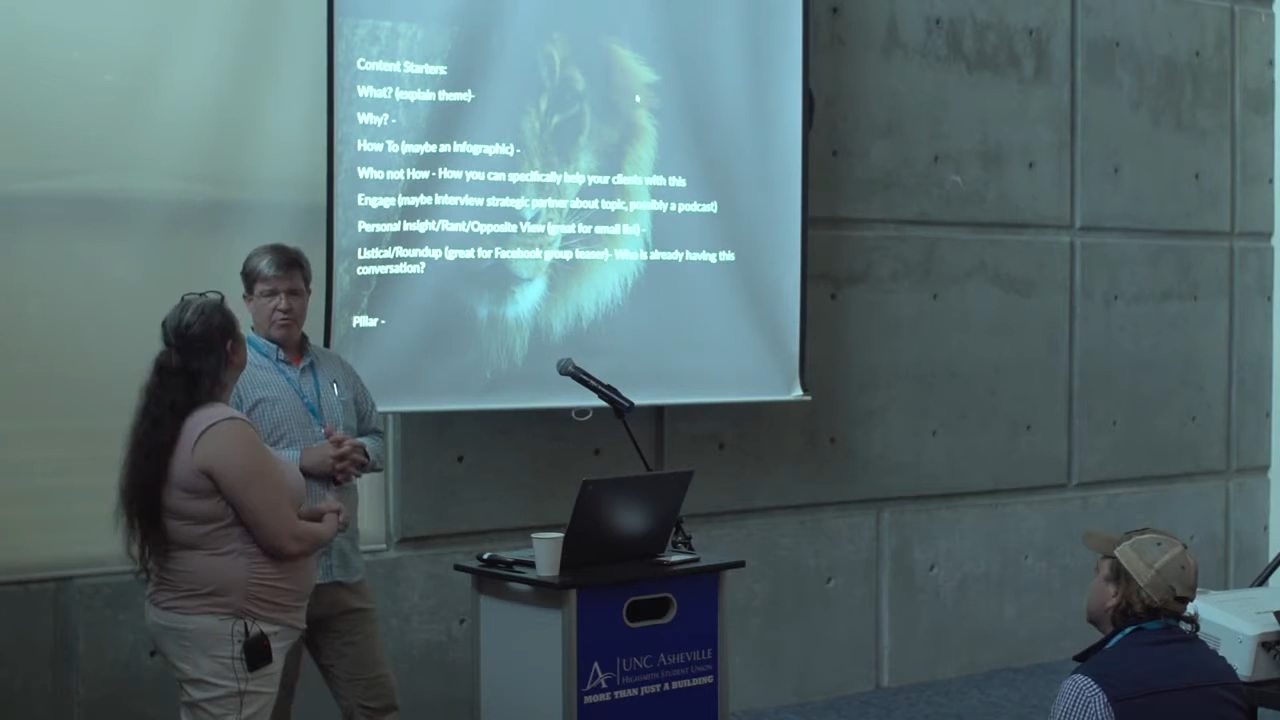 Content Starters:
What? (explain theme)-
Why? -
How To (maybe an infographic) -
Who not How - How you can specifically help your clients with this
Engage (maybe interview strategic partner about topic, possibly a podcast)
Personal Insight/Rant/Opposite View (great for email list) -
Listical/Roundup (great for Facebook group teaser)- Who is already having this
conversation?
Pillar -
UNC ASHEVILLE
HIGHSMITH STUDENT UNION
MORE THAN JUST A BUILDING